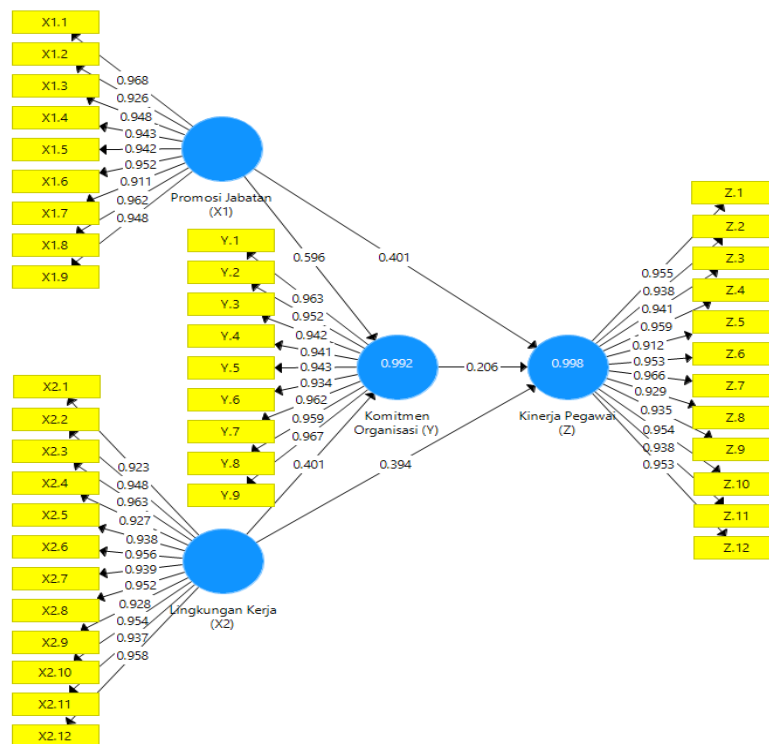 X1.1
X1.2
X1.3
X1.4
X1.5
X1.6
X1.7
X1.8
X1.9
0.968
0.926
0.948
0.943
0.942
0.952
0.911
0.962
0.948
Promosi Jabatan
(X1)
0.596
0.401
Y.1
Y.2
Y.3
Y.4
Y.5
Y.6
Y.7
Y.8
Y.9
0.963
0.952
0.942
0.941
0.943
0.934
0.962
0.959
0.967
0.992
Komitmen
Organisasi (Y)
0.206
0.401
0.394
X2.1
X2.2
X2.3
X2.4
X2.5
X2.6
X2.7
X2.8
X2.9
X2.10
X2.11
X2.12
0.923
0.948
0.963
0.927
0.938
0.956
0.939
0.952
0.928
0.954
0.937
0.958
Lingkungan Kerja
(X2)
0.998
Kinerja Pegawai
(Z)
0.955
0.938
0.941
0.959
0.912
0.953
0.966
0.929
0.935
0.954
0.938
0.953
Z.1
Z.2
Z.3
Z.4
Z.5
Z.6
Z.7
Z.8
Z.9
Z.10
Z.11
Z.12